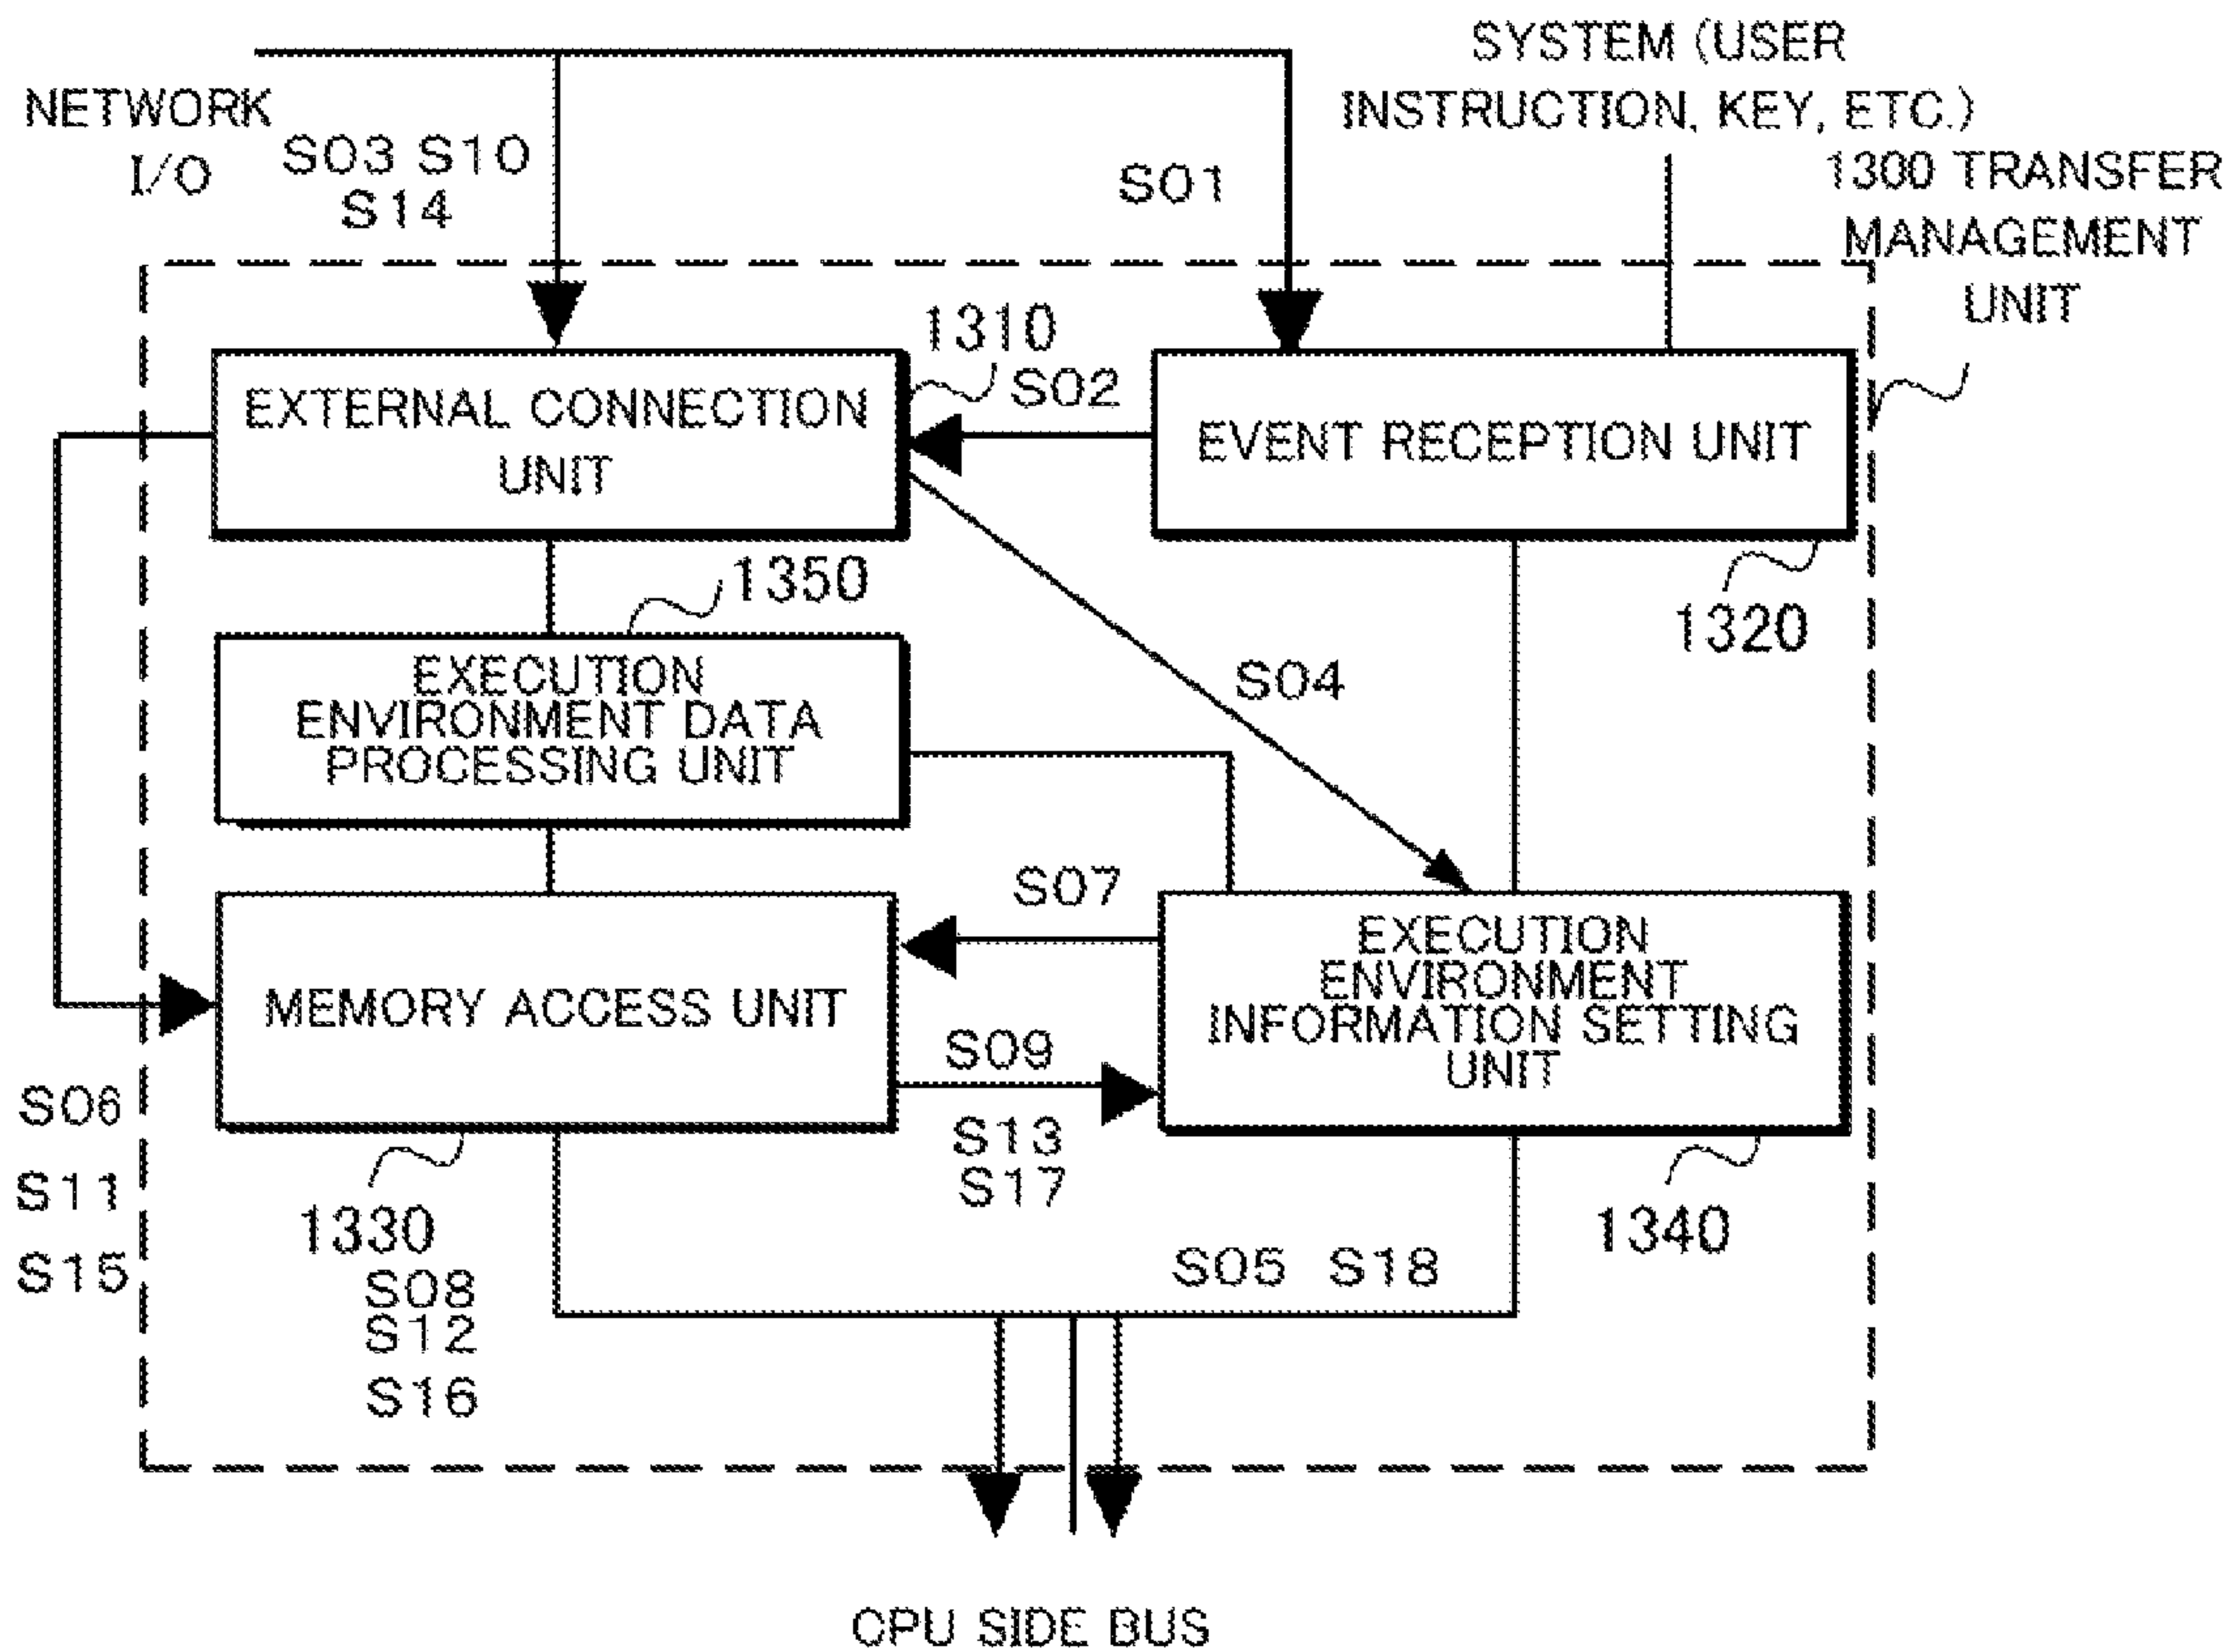 SYSTEM (USER
INSTRUCTION, KEY, ETC.)
NETWORK
I/O
S03 S10
S14
S01
1300 TRANSFER
MANAGEMENT
UNIT
1310
S02
EXTERNAL CONNECTION
UNIT
EVENT RECEPTION UNIT
1350
1320
EXECUTION
ENVIRONMENT DATA
PROCESSING UNIT
S04
S07
EXECUTION
ENVIRONMENT
INFORMATION SETTING
UNIT
MEMORY ACCESS UNIT
S09
S13
S17
S06
S11
S15
1330
S08
S12
S16
1340
S05 S18
CPU SIDE BUS